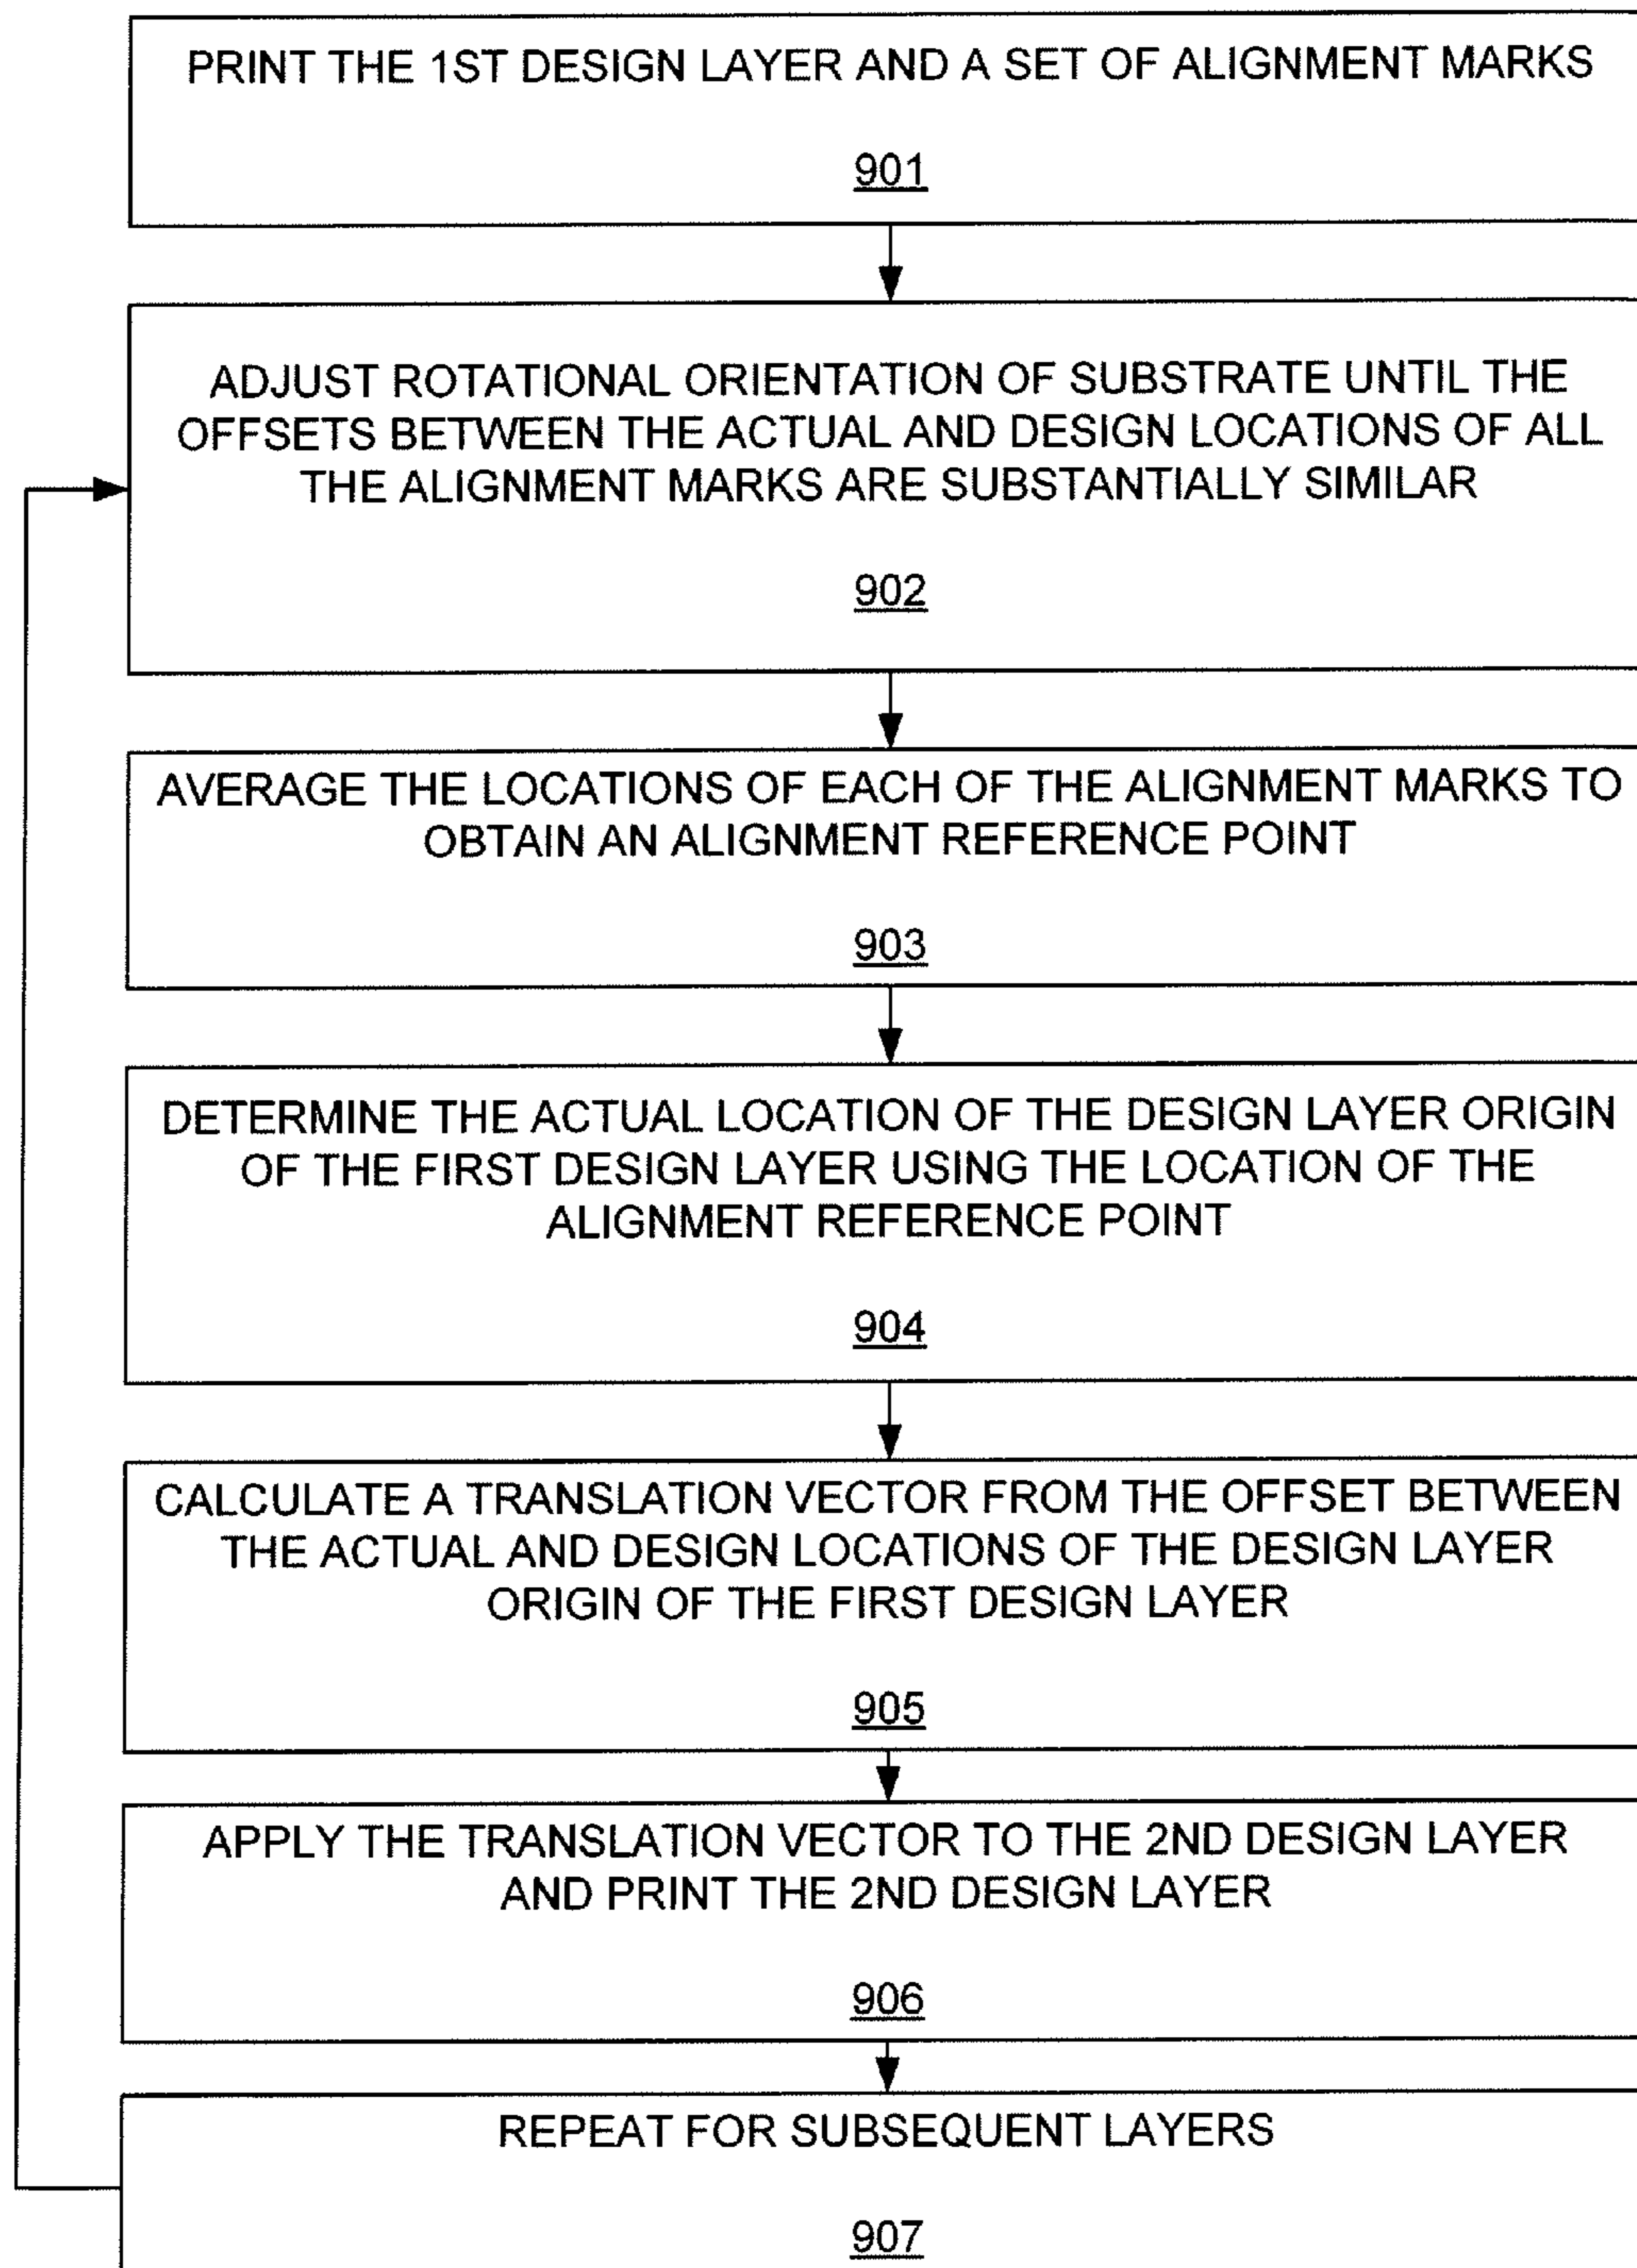 PRINT THE 1ST DESIGN LAYER AND A SET OF ALIGNMENT MARKS
901
ADJUST ROTATIONAL ORIENTATION OF SUBSTRATE UNTIL THE
OFFSETS BETWEEN THE ACTUAL AND DESIGN LOCATIONS OF ALL
THE ALIGNMENT MARKS ARE SUBSTANTIALLY SIMILAR
902
AVERAGE THE LOCATIONS OF EACH OF THE ALIGNMENT MARKS TO
OBTAIN AN ALIGNMENT REFERENCE POINT
903
DETERMINE THE ACTUAL LOCATION OF THE DESIGN LAYER ORIGIN
OF THE FIRST DESIGN LAYER USING THE LOCATION OF THE
ALIGNMENT REFERENCE POINT
904
CALCULATE A TRANSLATION VECTOR FROM THE OFFSET BETWEEN
THE ACTUAL AND DESIGN LOCATIONS OF THE DESIGN LAYER
ORIGIN OF THE FIRST DESIGN LAYER
905
APPLY THE TRANSLATION VECTOR TO THE 2ND DESIGN LAYER
AND PRINT THE 2ND DESIGN LAYER
906
REPEAT FOR SUBSEQUENT LAYERS
907